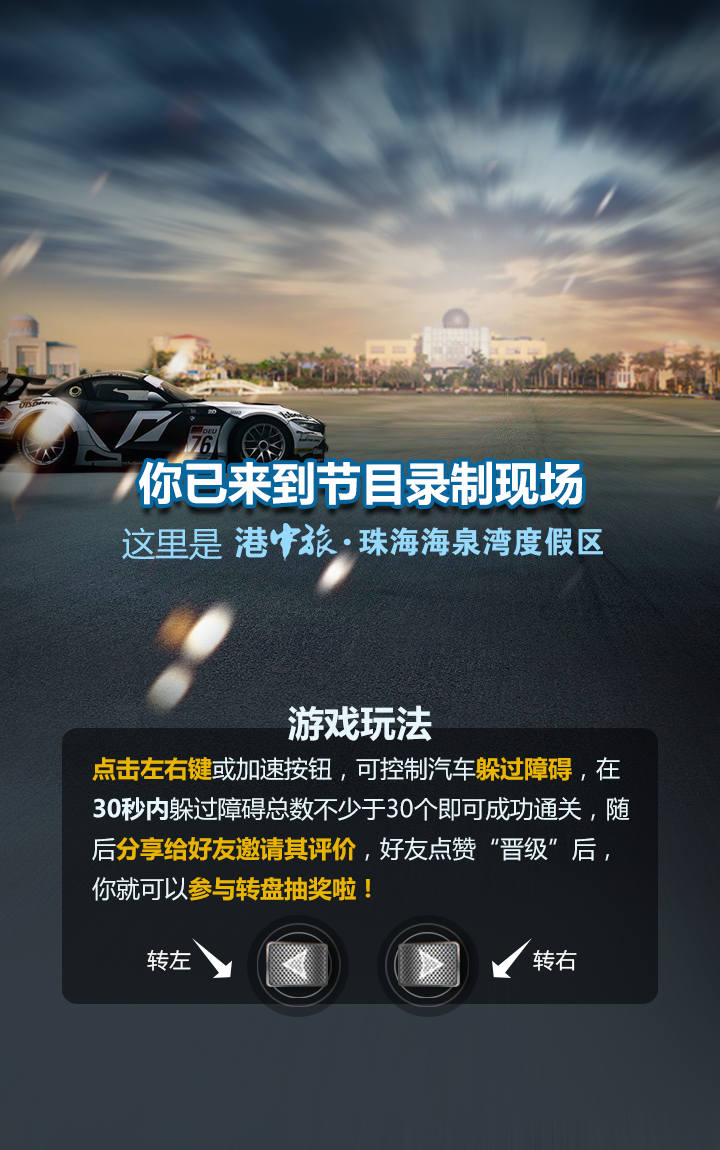 DEU
76
你已来到节目录制现场
这里是 港中旅·珠海海泉湾度假区
游戏玩法
点击左右键或加速按钮，可控制汽车躲过障碍，在
30秒内躲过障碍总数不少于30个即可成功通关，随
后分享给好友邀请其评价，好友点赞“晋级”后，
你就可以参与转盘抽奖啦！
转左 转右